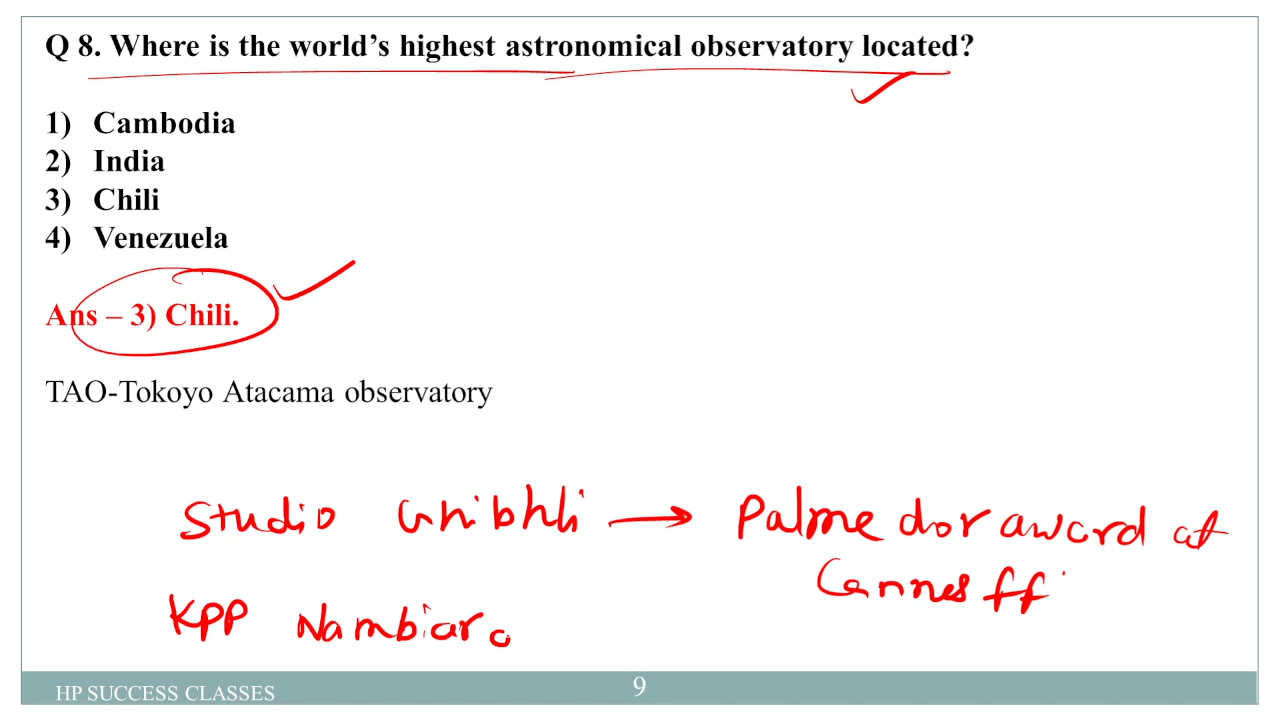 Q 8. Where is the world's highest astronomical observatory located?
1) Cambodia
2) India
3) Chili
4) Venezuela
Ans – 3) Chili.
TAO-Tokoyo Atacama observatory
Studio Ghibhli → Palme dor award at
Cannes ff
KPP Nambiar
HP SUCCESS CLASSES
9